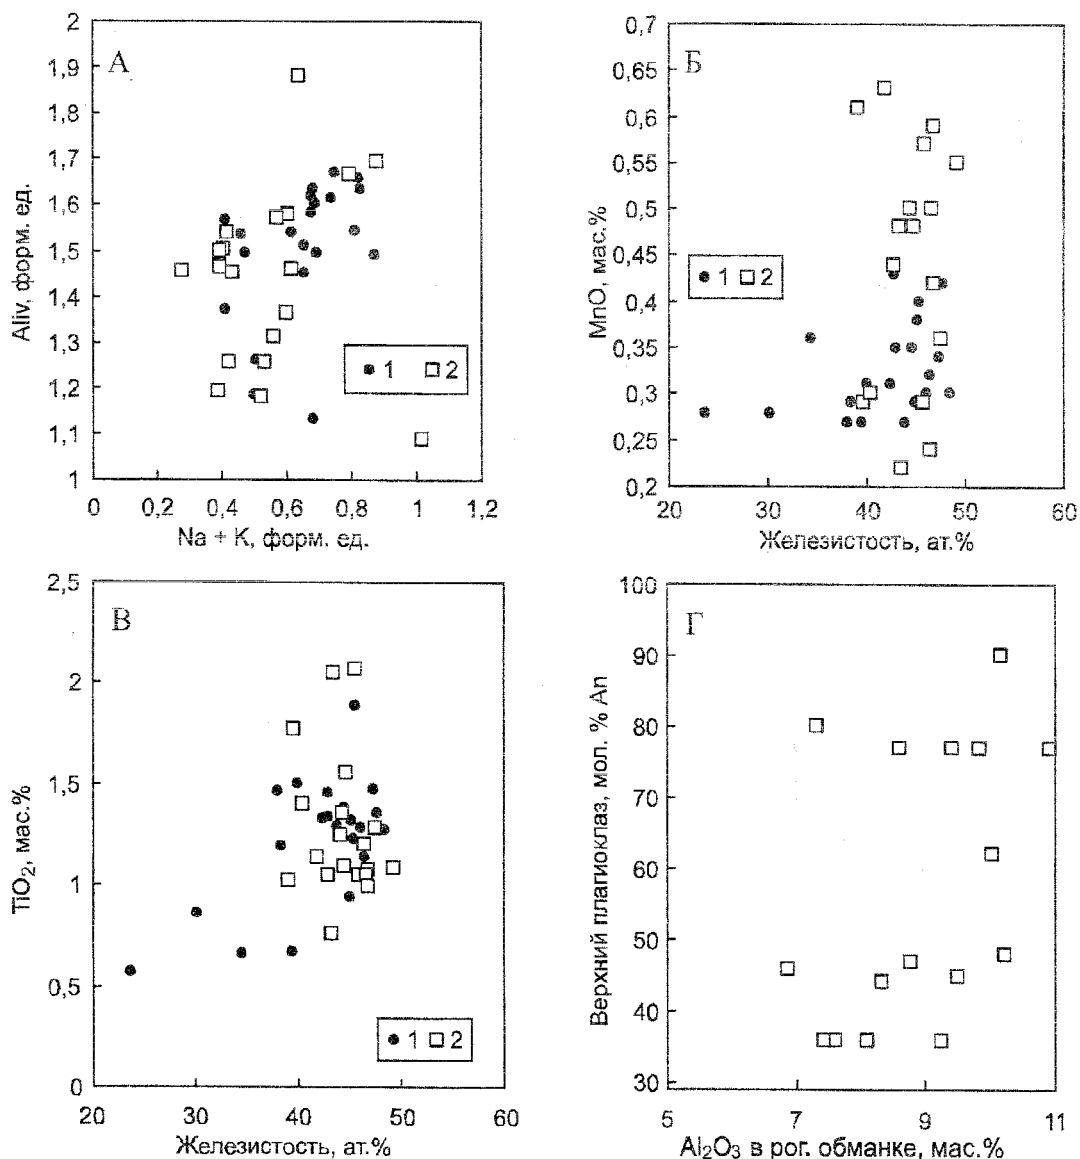 А
2
1,9
1,8
1,7
1,6
1,5
1,4
1,3
1,2
1,1
1
Aliv, форм. ед.
1 2
0 0,2 0,4 0,6 0,8 1 1,2
Na + K, форм. ед.
Б
0,7
0,65
0,6
0,55
0,5
0,45
0,4
0,35
0,3
0,25
0,2
MnO, мас.%
1 2
20 30 40 50 60
Железистость, ат.%
В
2,5
2
1,5
1
0,5
0
TiO2, мас.%
1 2
20 30 40 50 60
Железистость, ат.%
Г
100
90
80
70
60
50
40
30
Верхний плагиоклаз, мол. % An
5 7 9 11
Al2O3 в рог. обманке, мас.%